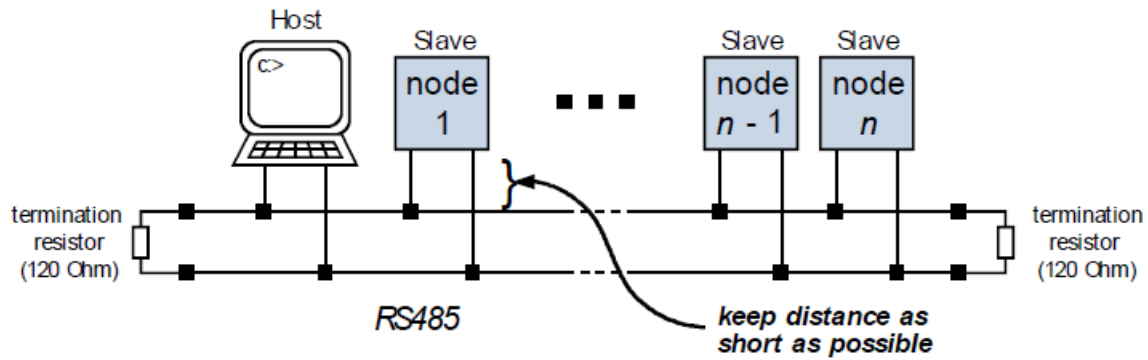 Host
C:>
Slave
node
1
Slave
node
n - 1
Slave
node
n
termination
resistor
(120 Ohm)
termination
resistor
(120 Ohm)
RS485
keep distance as
short as possible